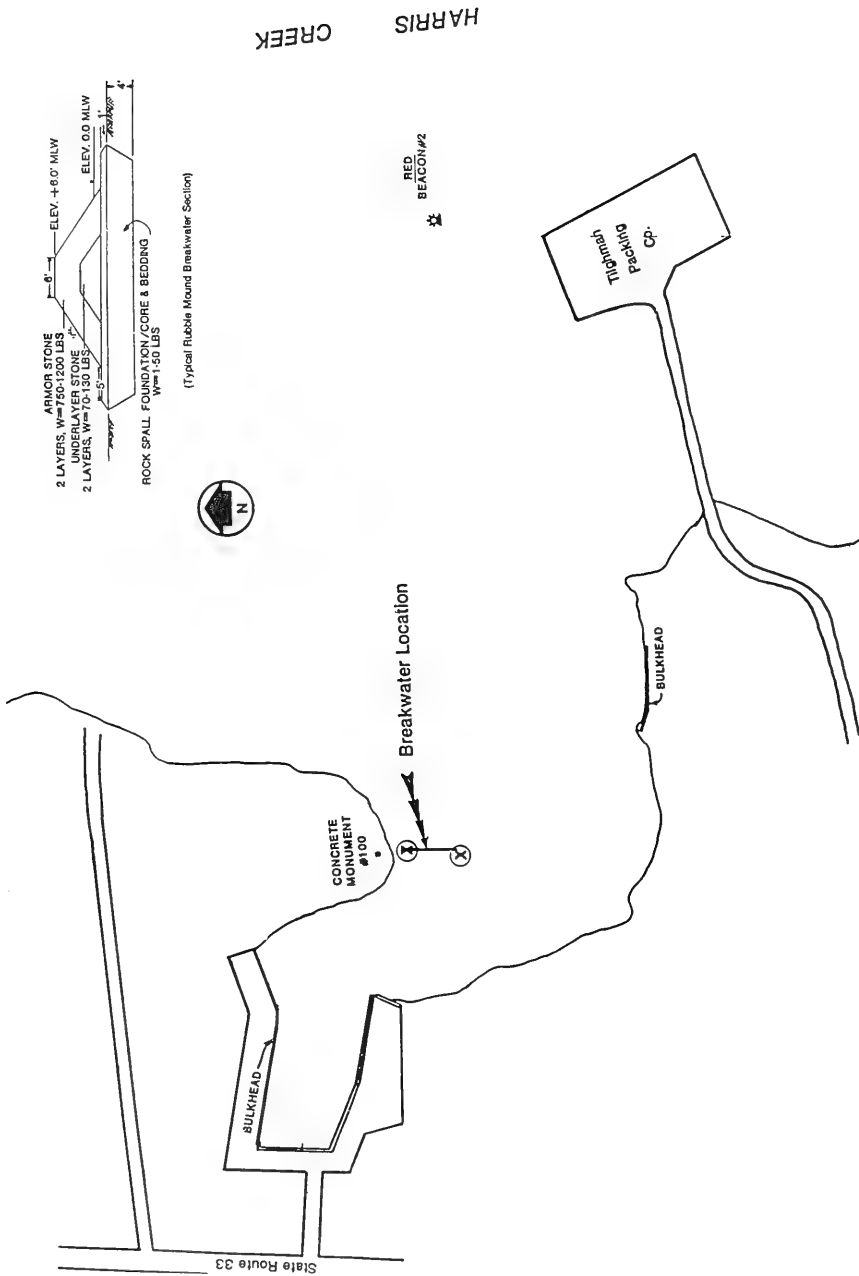 HARRIS
CREEK
ARMOR STONE
2 LAYERS, W=750-1200 LBS
UNDERLAYER STONE
2 LAYERS, W=70-130 LBS
6'
ELEV. +6.0' MLW
ELEV. 0.0 MLW
1'
4'
1'
5'
ROCK SPALL FOUNDATION/CORE & BEDDING
W=1-50 LBS
(Typical Rubble Mound Breakwater Section)
N
RED
BEACON #2
Tilghman
Packing
Cp.
Breakwater Location
CONCRETE
MONUMENT
#100
BULKHEAD
BULKHEAD
State Route 33